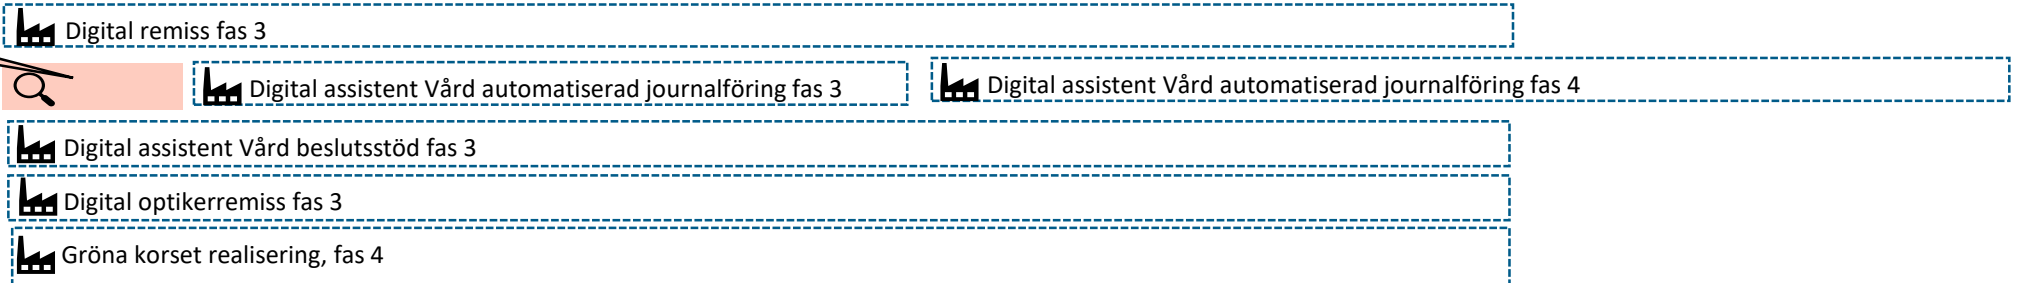 Digital remiss fas 3
Digital assistent Vård automatiserad journalföring fas 3
Digital assistent Vård automatiserad journalföring fas 4
Digital assistent Vård beslutsstöd fas 3
Digital optikerremiss fas 3
Gröna korset realisering, fas 4